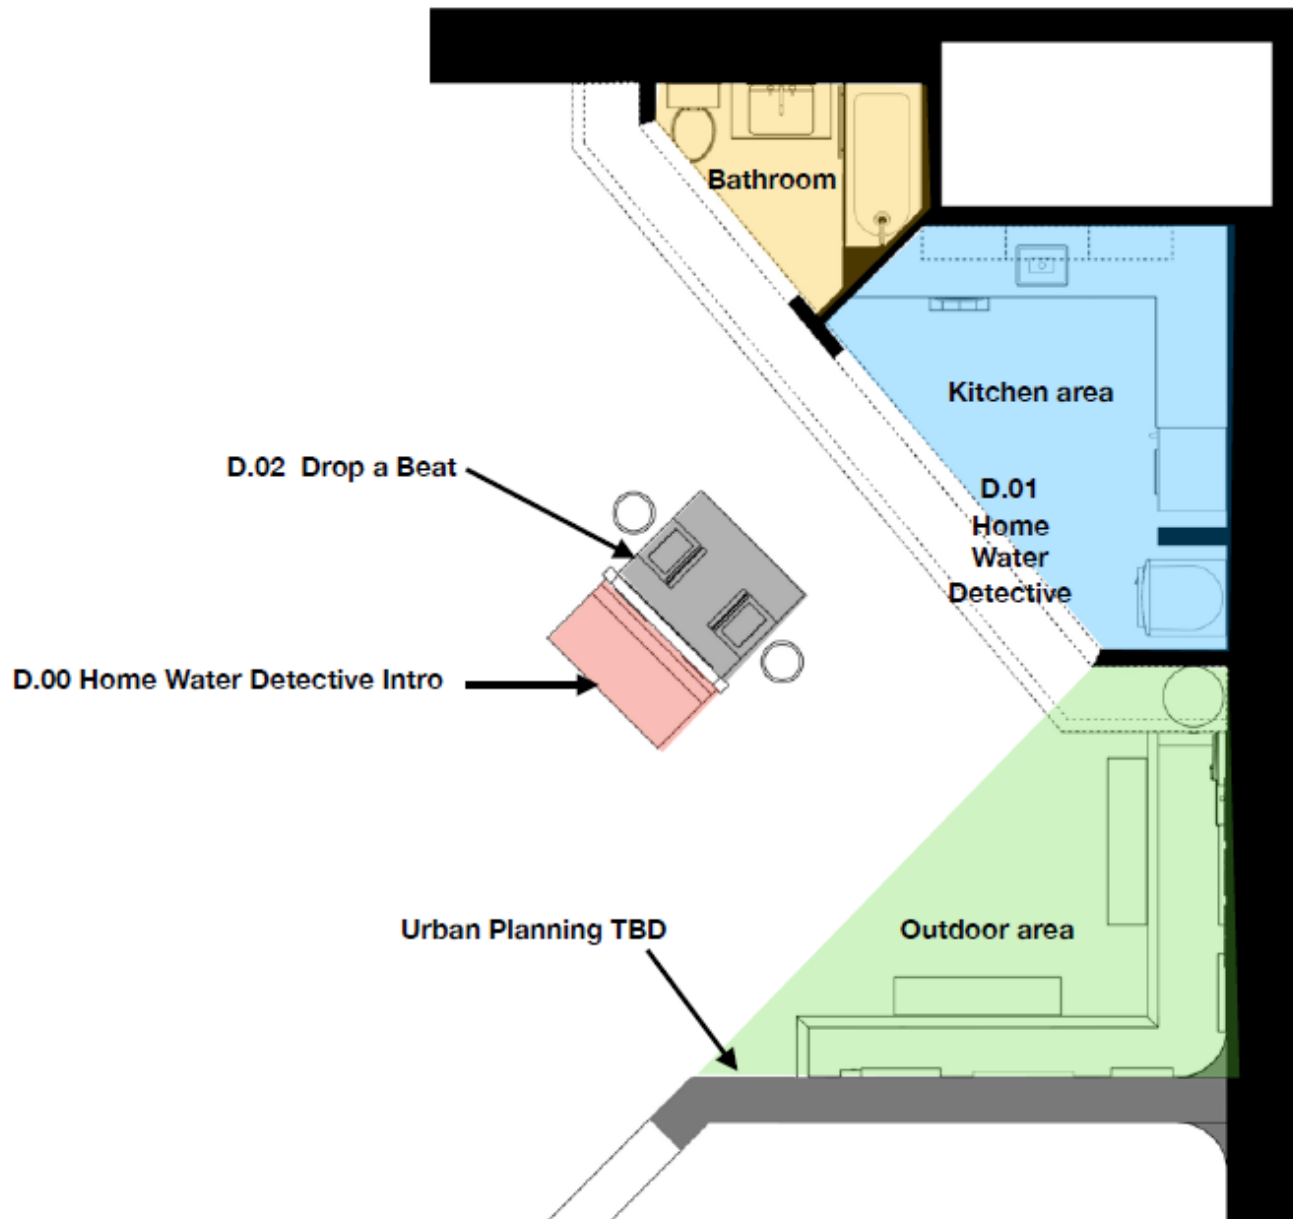 Bathroom
Kitchen area
D.02  Drop a Beat
D.01
Home
Water
Detective
D.00 Home Water Detective Intro
Urban Planning TBD
Outdoor area